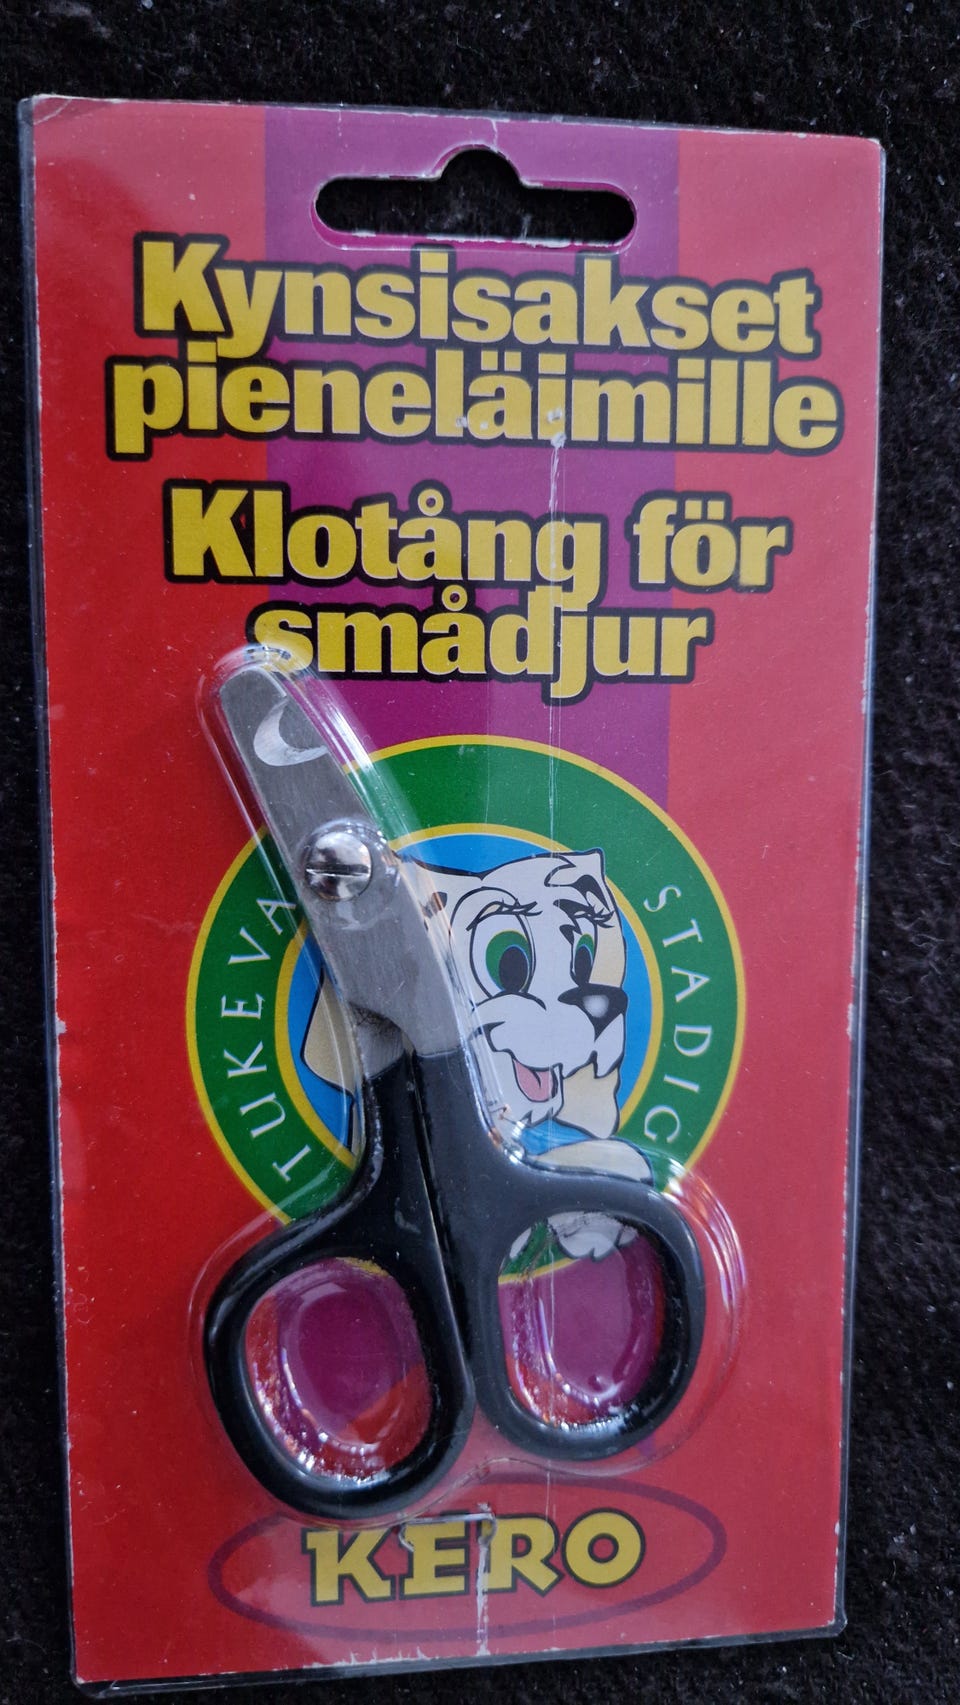 Kynsisakset
pieneläimille
Klotång för
smådjur
TUKEVA
STADIG
KERO